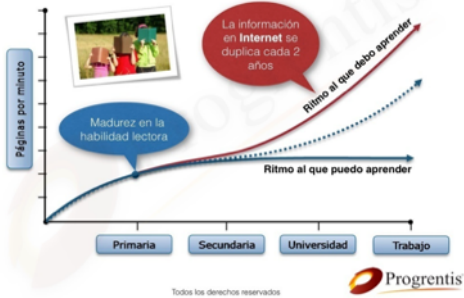 La información
en Internet se
duplica cada 2
años
Ritmo al que debo aprender
Páginas por minuto
Madurez en la
habilidad lectora
Ritmo al que puedo aprender
Primaria
Secundaria
Universidad
Trabajo
Progrentis
Todos los derechos reservados